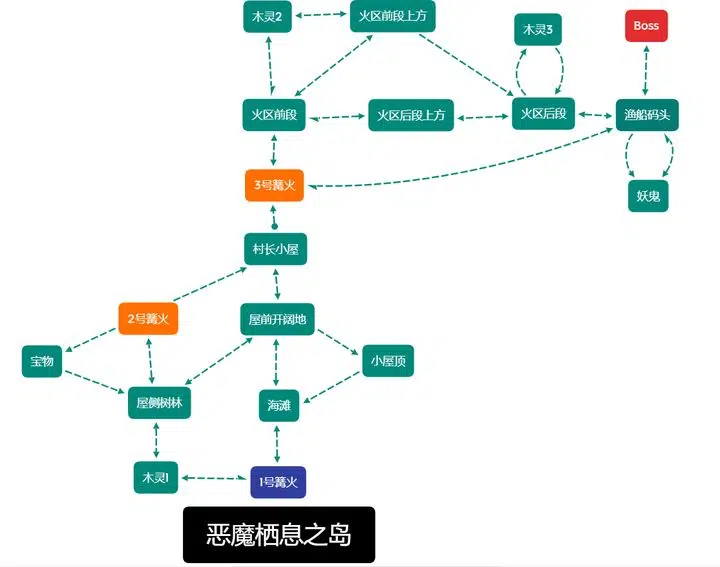 木灵2
火区前段上方
木灵3
Boss
火区前段
火区后段上方
火区后段
渔船码头
3号篝火
妖鬼
村长小屋
2号篝火
屋前开阔地
宝物
小屋顶
屋侧树林
海滩
木灵1
1号篝火
恶魔栖息之岛